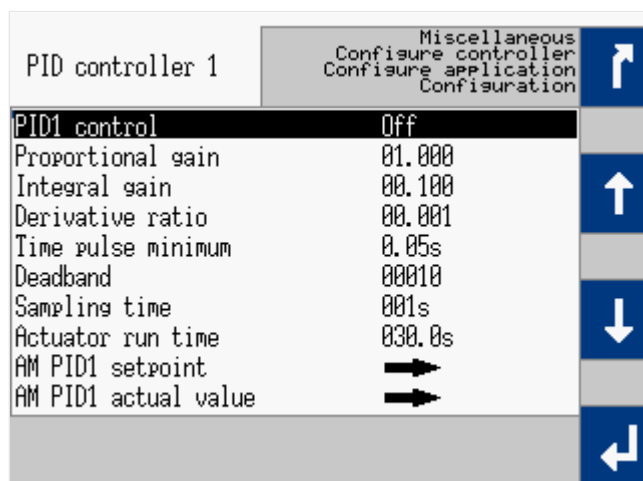 PID controller 1
Miscellaneous
Configure controller
Configure application
Configuration
PID1 control Off
Proportional gain 01.000
Integral gain 00.100
Derivative ratio 00.001
Time pulse minimum 0.05s
Deadband 00010
Sampling time 001s
Actuator run time 030.0s
AM PID1 setpoint
AM PID1 actual value